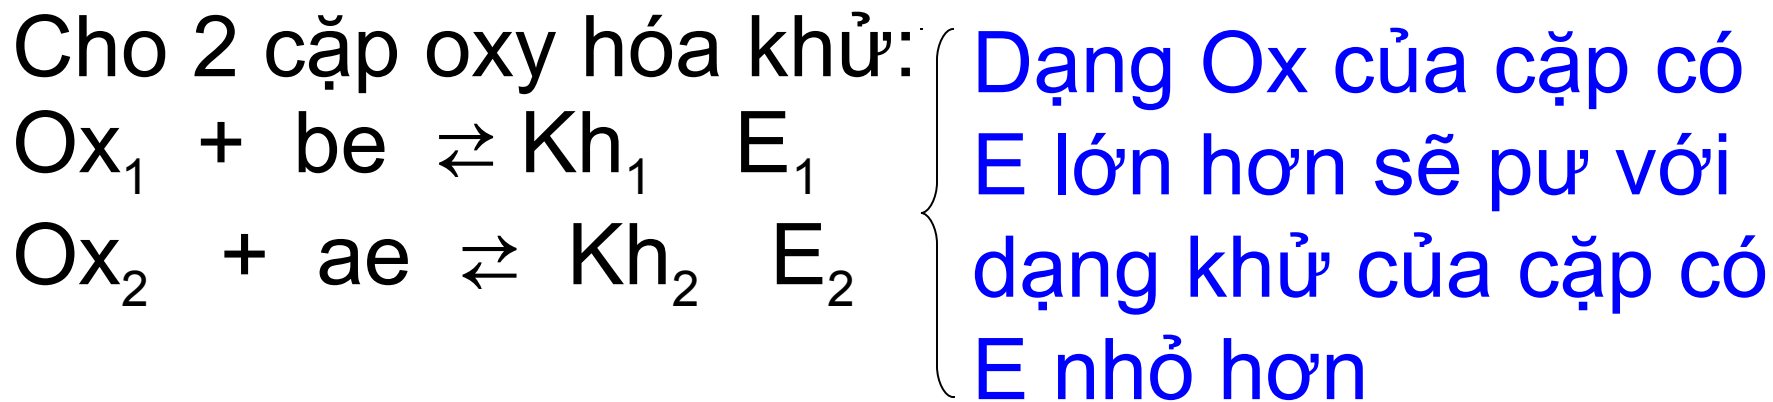 Cho 2 cặp oxy hóa khử:
Ox₁ + be ⇄ Kh₁ E₁
Ox₂ + ae ⇄ Kh₂ E₂
Dạng Ox của cặp có
E lớn hơn sẽ pư với
dạng khử của cặp có
E nhỏ hơn